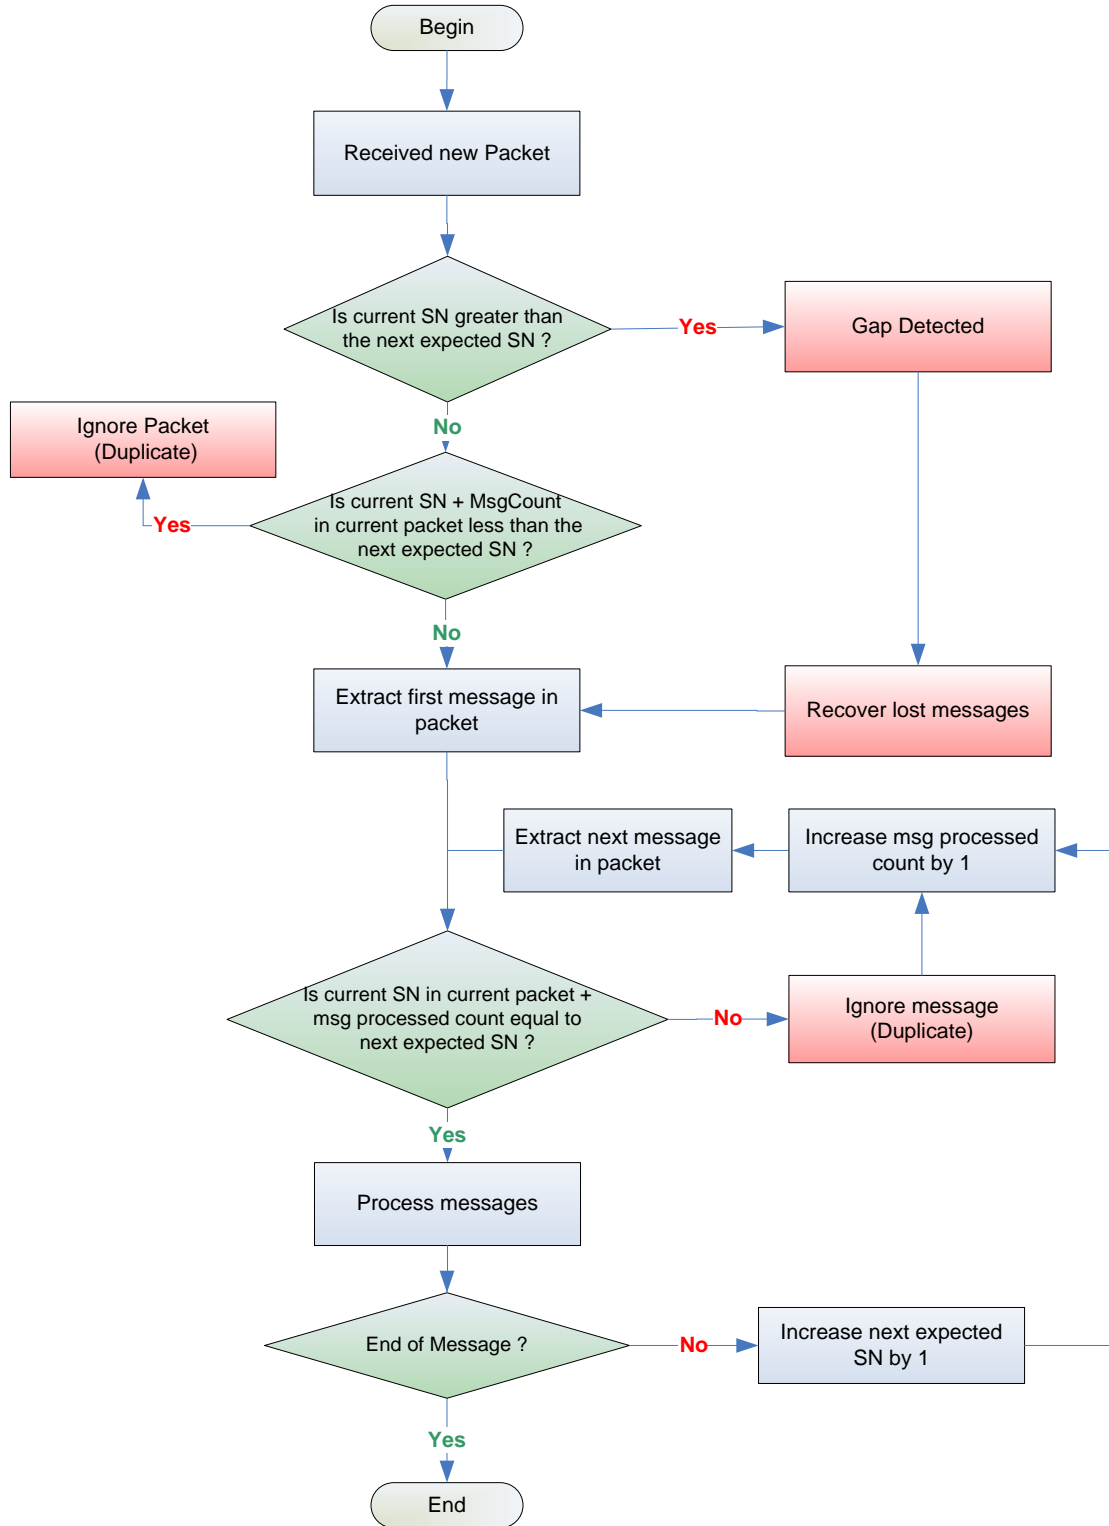 Begin
Received new Packet
Is current SN greater than
the next expected SN ?
Yes
Gap Detected
No
Ignore Packet
(Duplicate)
Is current SN + MsgCount
in current packet less than the
next expected SN ?
Yes
No
Extract first message in
packet
Recover lost messages
Extract next message
in packet
Increase msg processed
count by 1
Is current SN in current packet +
msg processed count equal to
next expected SN ?
No
Ignore message
(Duplicate)
Yes
Process messages
End of Message ?
No
Increase next expected
SN by 1
Yes
End